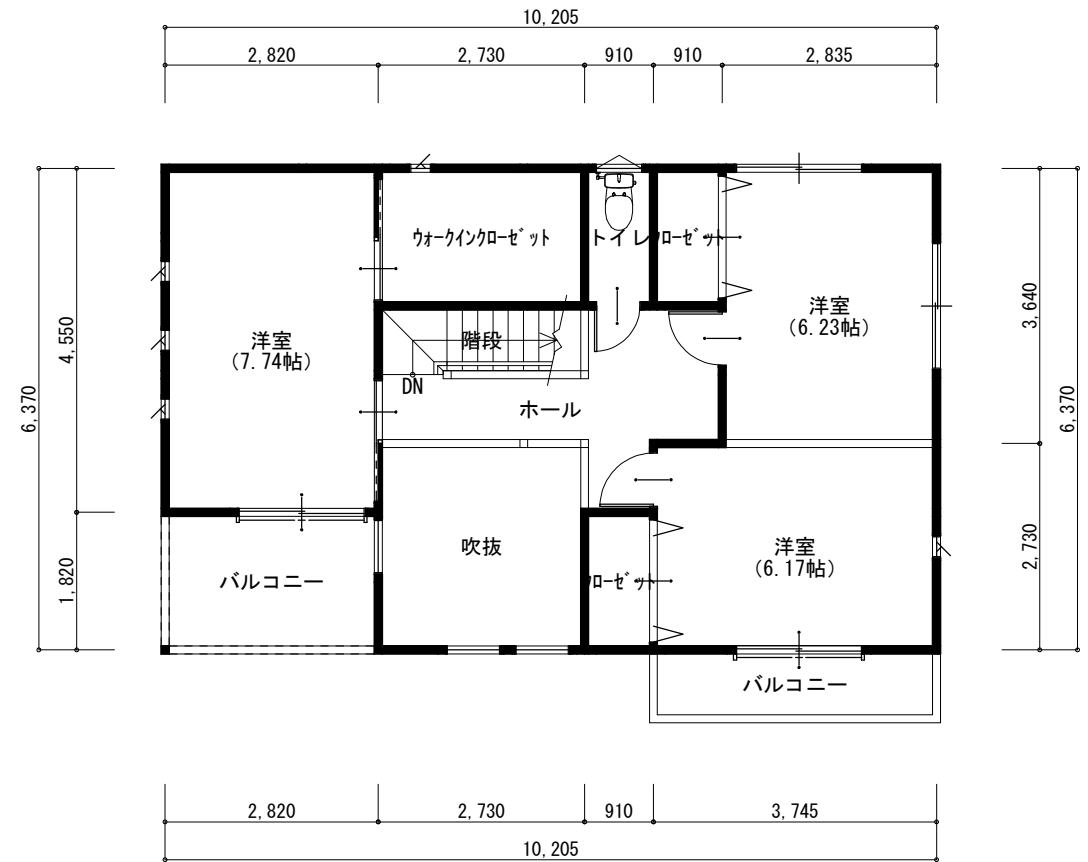 10,205
2,820
2,730
910
910
2,835
ウォークインクローゼット
トイレ
クローゼット
洋室
(6.23帖)
洋室
(7.74帖)
階段
DN
ホール
吹抜
クローゼット
洋室
(6.17帖)
バルコニー
バルコニー
6,370
4,550
1,820
3,640
2,730
6,370
2,820
2,730
910
3,745
10,205